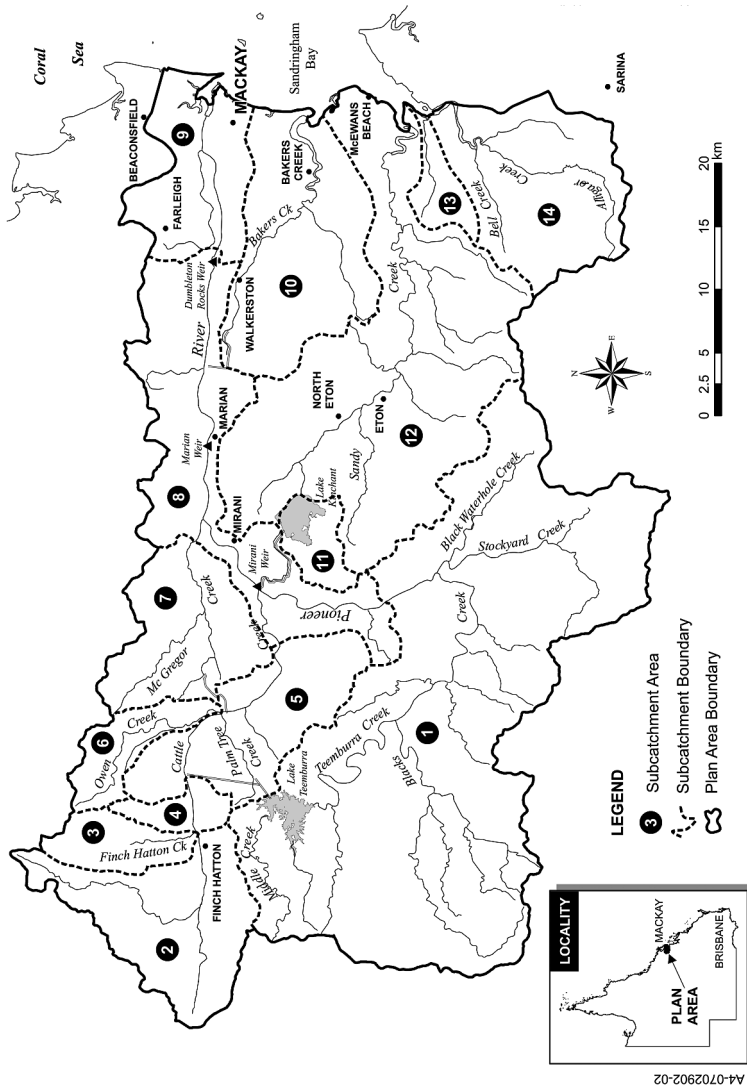 Coral
Sea
BEACONSFIELD
9
FARLEIGH
MACKAY
Sandringham
Bay
Dumbleton
Rocks Weir
Bakers Ck
BAKERS
CREEK
McEWANS
BEACH
River
WALKERSTON
10
SARINA
Marian
Weir
MARIAN
8
MIRANI
Mirani
Weir
NORTH
ETON
ETON
Creek
13
Bell Creek
Alligator
Creek
14
7
Creek
Mc Gregor
Lake
Kinchant
11
Sandy
12
Pioneer
Creek
Black Waterhole Creek
Stockyard Creek
Creek
6
Owen
Creek
Cattle
Palm Tree
Creek
5
3
4
Finch Hatton Ck
FINCH HATTON
2
Middle Creek
Lake
Teemburra
Teemburra Creek
Blacks
1
N
E
S
W
0 2.5 5 10 15 20 km
LEGEND
3 Subcatchment Area
Subcatchment Boundary
Plan Area Boundary
LOCALITY
MACKAY
PLAN
AREA
BRISBANE
A4-0702902-02